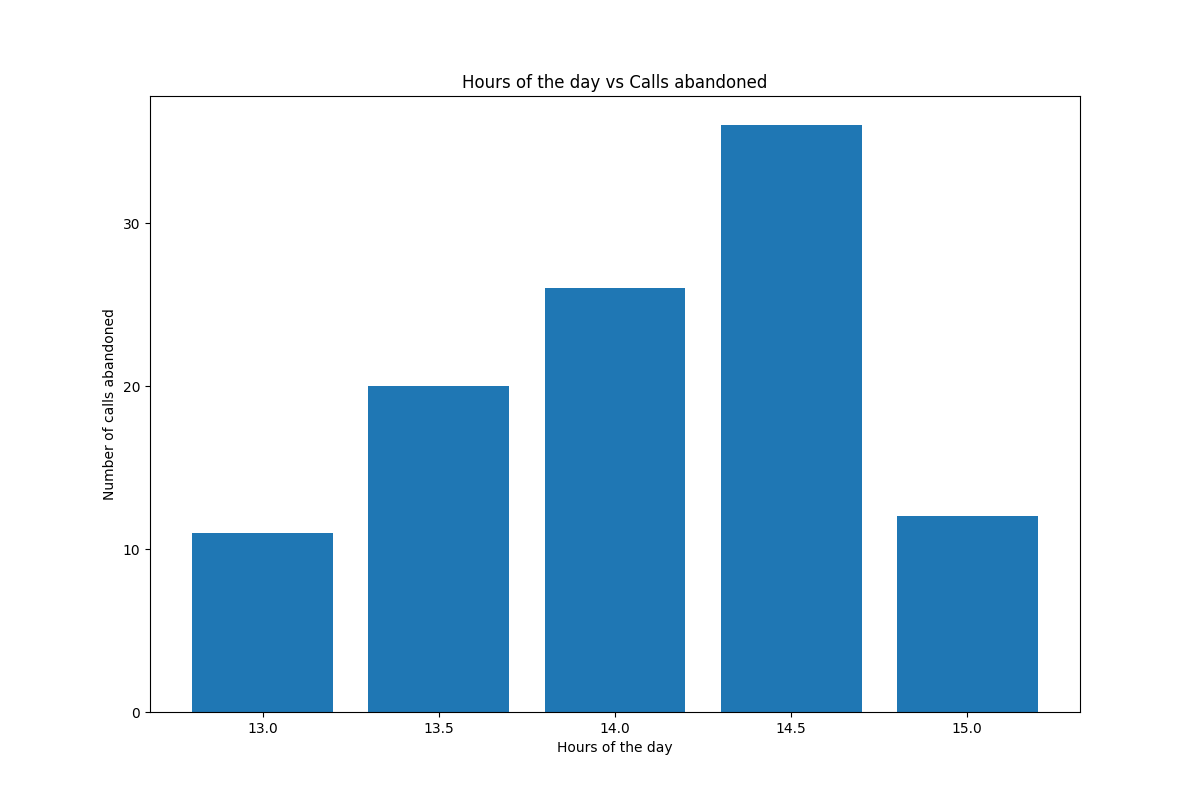 Hours of the day vs Calls abandoned
Number of calls abandoned
30
20
10
0
13.0 13.5 14.0 14.5 15.0
Hours of the day